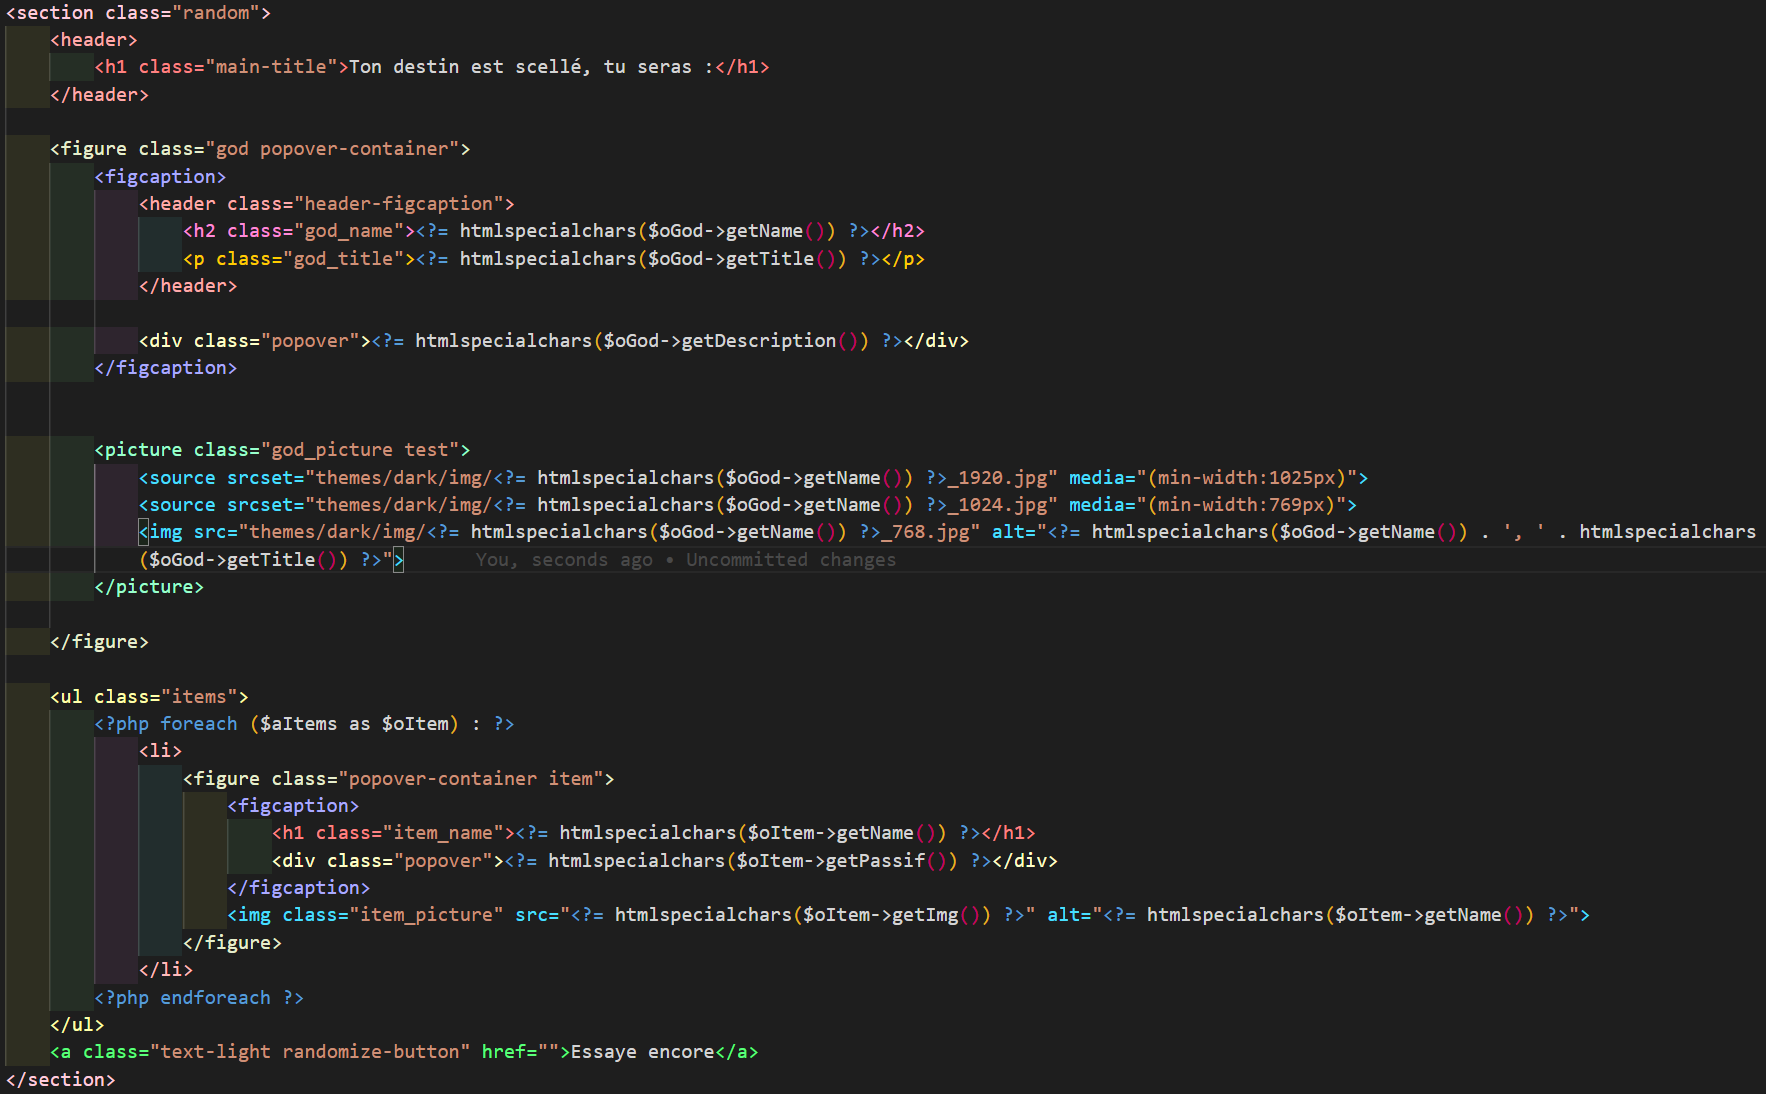 <section class="random">
<header>
<h1 class="main-title">Ton destin est scellé, tu seras :</h1>
</header>
<figure class="god popover-container">
<figcaption>
<header class="header-figcaption">
<h2 class="god_name"><?= htmlspecialchars($oGod->getName()) ?></h2>
<p class="god_title"><?= htmlspecialchars($oGod->getTitle()) ?></p>
</header>
<div class="popover"><?= htmlspecialchars($oGod->getDescription()) ?></div>
</figcaption>
<picture class="god_picture test">
<source srcset="themes/dark/img/<?= htmlspecialchars($oGod->getName()) ?>_1920.jpg" media="(min-width:1025px)">
<source srcset="themes/dark/img/<?= htmlspecialchars($oGod->getName()) ?>_1024.jpg" media="(min-width:769px)">
<img src="themes/dark/img/<?= htmlspecialchars($oGod->getName()) ?>_768.jpg" alt="<?= htmlspecialchars($oGod->getName()) . ', ' . htmlspecialchars
($oGod->getTitle()) ?>"> You, seconds ago • Uncommitted changes
</picture>
</figure>
<ul class="items">
<?php foreach ($aItems as $oItem) : ?>
<li>
<figure class="popover-container item">
<figcaption>
<h1 class="item_name"><?= htmlspecialchars($oItem->getName()) ?></h1>
<div class="popover"><?= htmlspecialchars($oItem->getPassif()) ?></div>
</figcaption>
<img class="item_picture" src="<?= htmlspecialchars($oItem->getImg()) ?>" alt="<?= htmlspecialchars($oItem->getName()) ?>">
</figure>
</li>
<?php endforeach ?>
</ul>
<a class="text-light randomize-button" href="">Essaye encore</a>
</section>